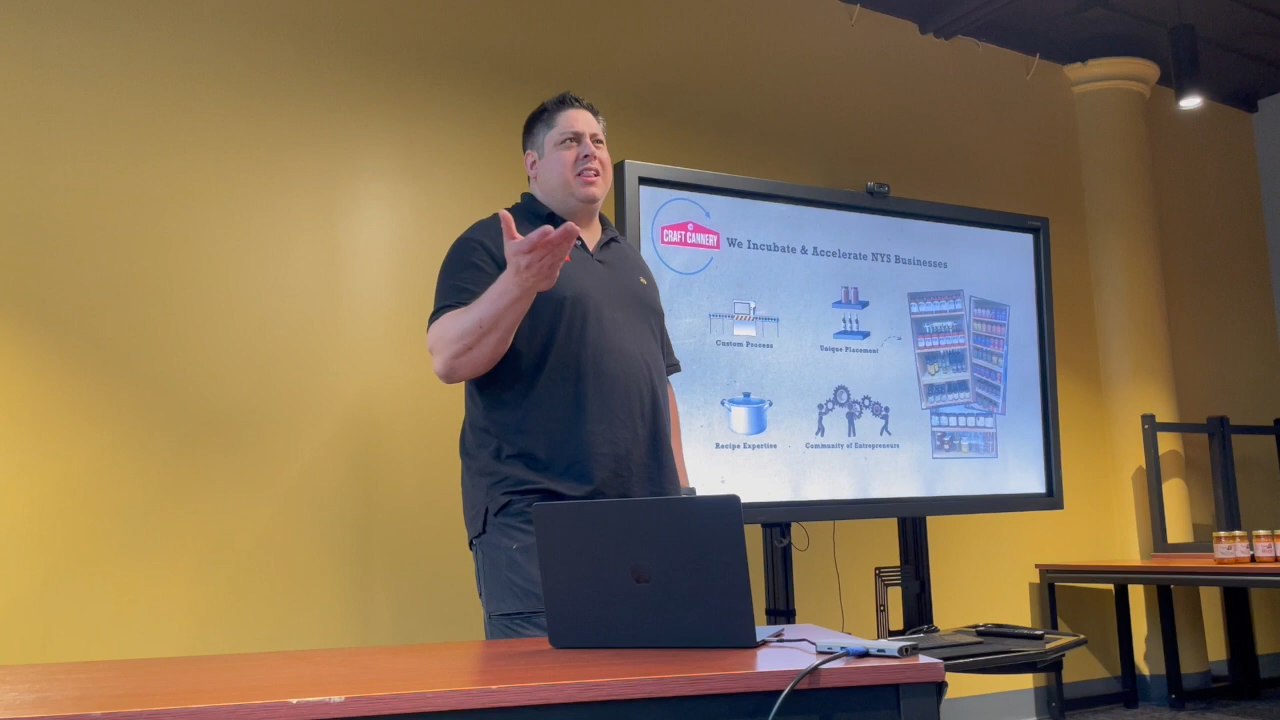 CRAFT CANNERY
We Incubate & Accelerate NYS Businesses
Custom Process
Unique Placement
Recipe Expertise
Community of Entrepreneurs